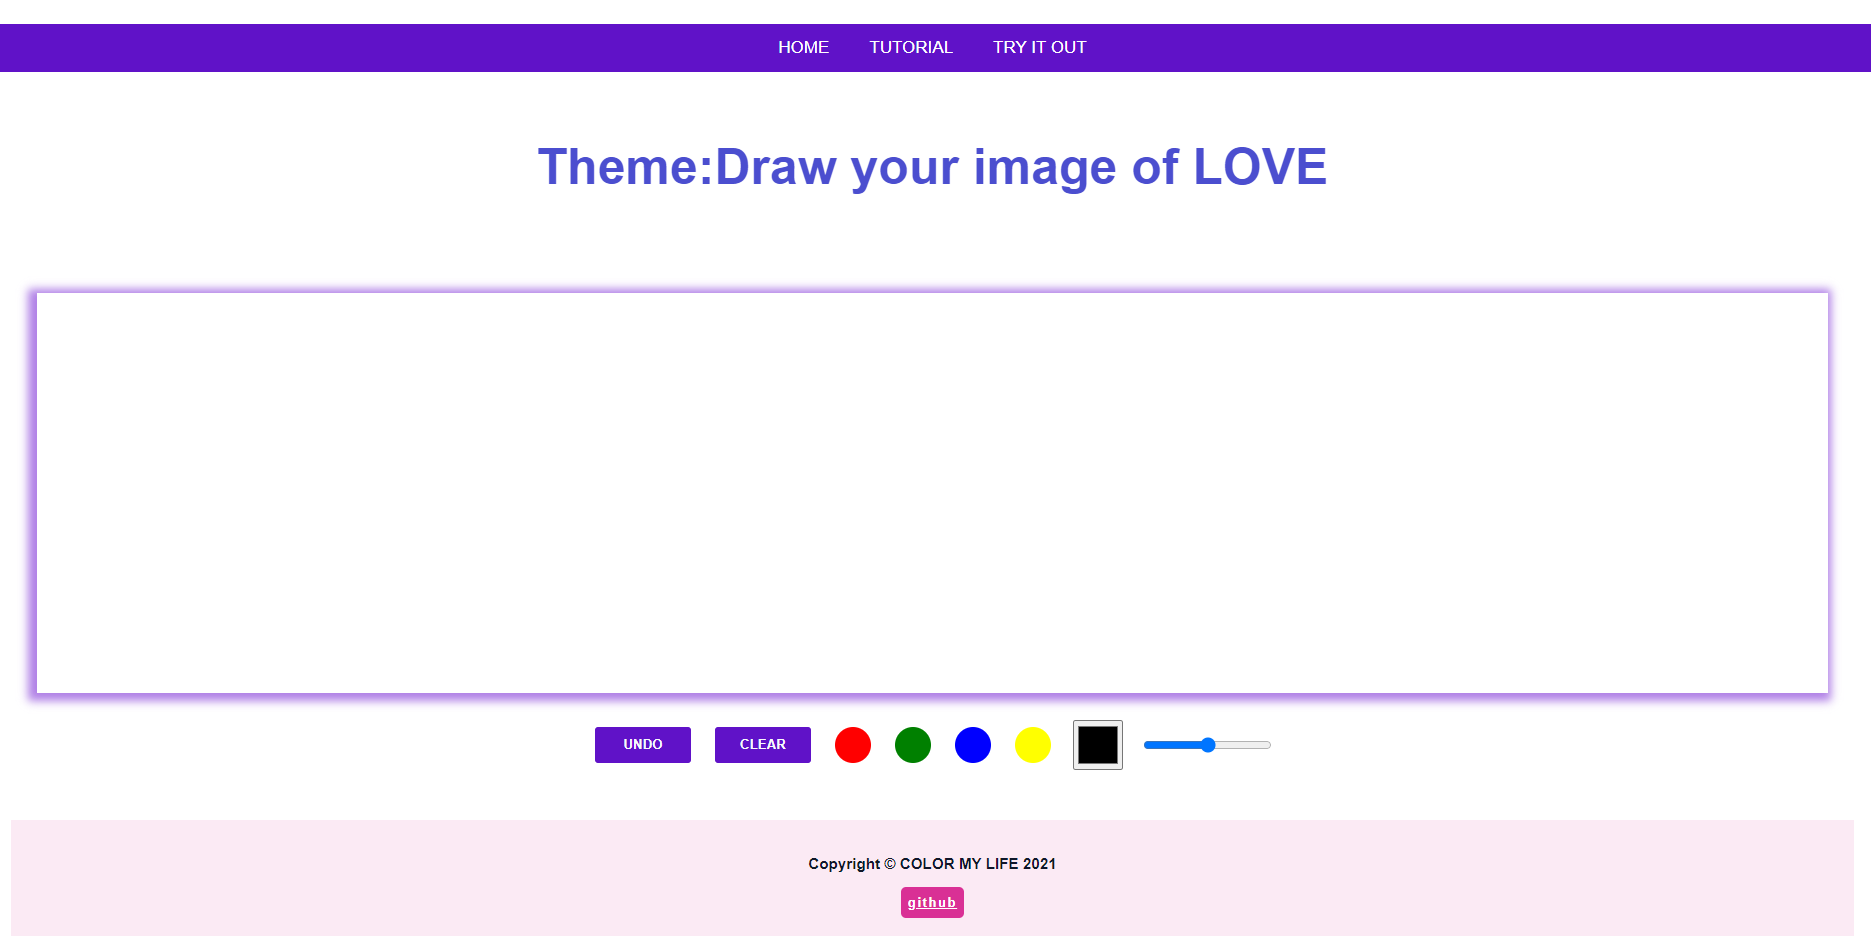 HOME TUTORIAL TRY IT OUT
Theme:Draw your image of LOVE
UNDO CLEAR
Copyright © COLOR MY LIFE 2021
github